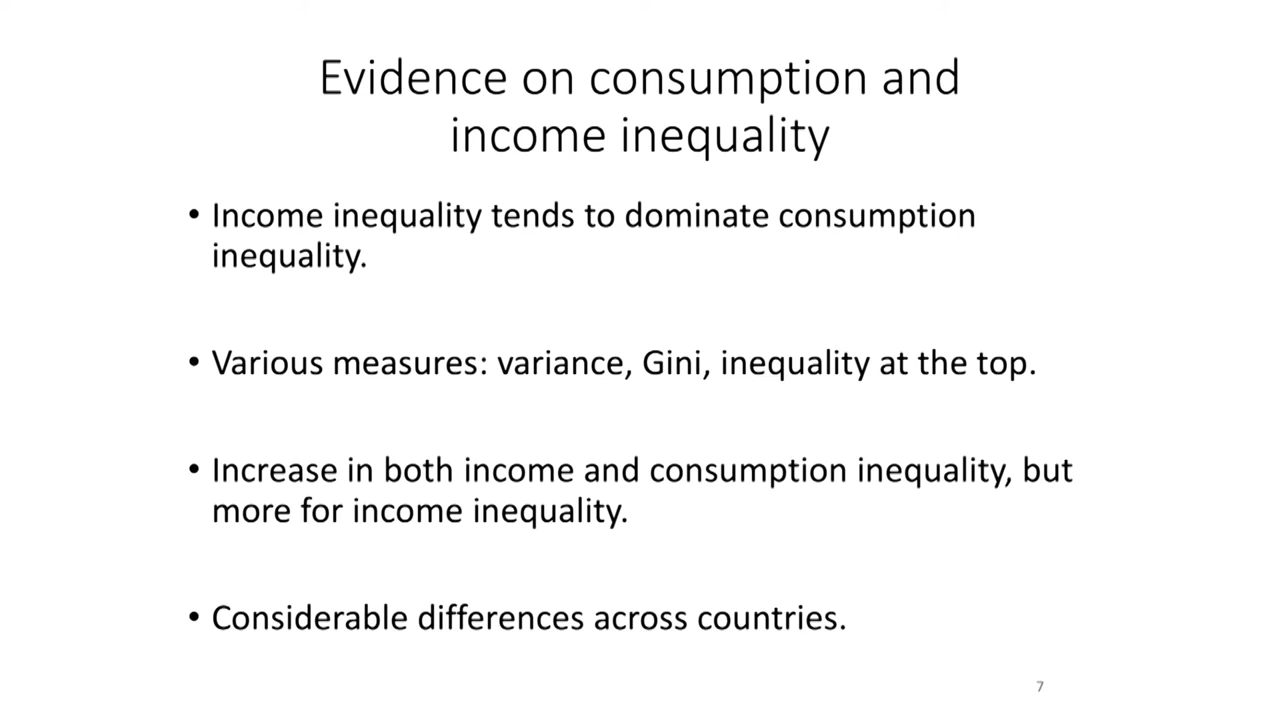 Evidence on consumption and
income inequality
• Income inequality tends to dominate consumption
inequality.
• Various measures: variance, Gini, inequality at the top.
• Increase in both income and consumption inequality, but
more for income inequality.
• Considerable differences across countries.
7